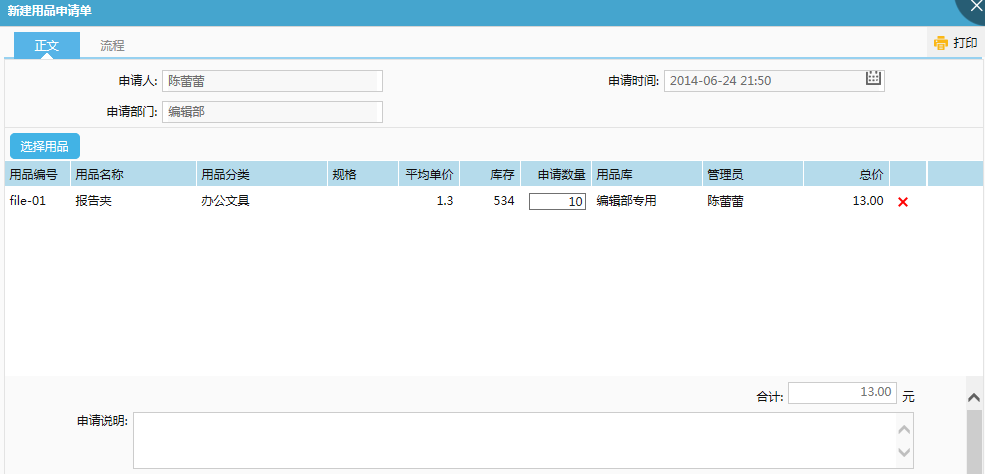 新建用品申请单
正文 流程 打印
申请人: 陈蕾蕾 申请时间: 2014-06-24 21:50
申请部门: 编辑部
选择用品
用品编号 用品名称 用品分类 规格 平均单价 库存 申请数量 用品库 管理员 总价
file-01 报告夹 办公文具 1.3 534 10 编辑部专用 陈蕾蕾 13.00
合计: 13.00 元
申请说明: